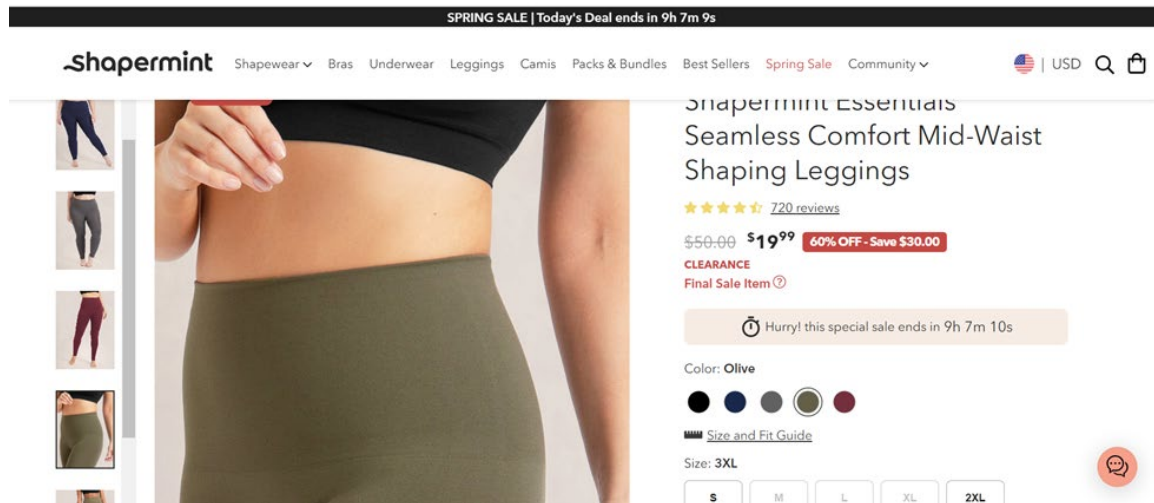 SPRING SALE | Today's Deal ends in 9h 7m 9s
Shapermint Shapewear Bras Underwear Leggings Camis Packs & Bundles Best Sellers Spring Sale Community | USD
Shapermint Essentials
Seamless Comfort Mid-Waist
Shaping Leggings
720 reviews
$50.00 $19.99 60% OFF - Save $30.00
CLEARANCE
Final Sale Item ?
Hurry! this special sale ends in 9h 7m 10s
Color: Olive
Size and Fit Guide
Size: 3XL
S M L XL 2XL